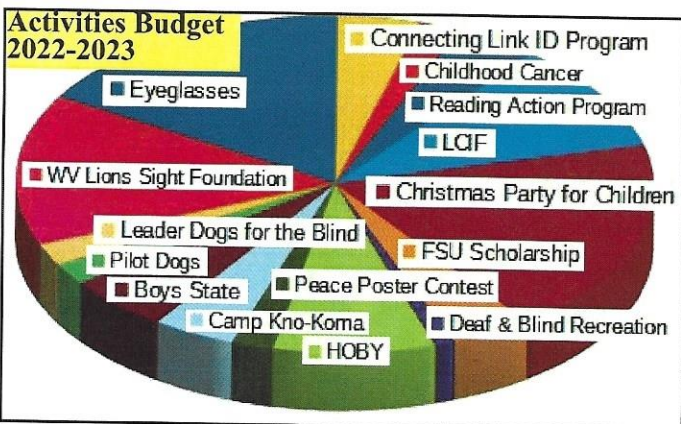 Activities Budget
2022-2023
Connecting Link ID Program
Childhood Cancer
Eyeglasses
Reading Action Program
LCIF
WV Lions Sight Foundation
Christmas Party for Children
Leader Dogs for the Blind
FSU Scholarship
Pilot Dogs
Peace Poster Contest
Boys State
Camp Kno-Koma
Deaf & Blind Recreation
HOBY